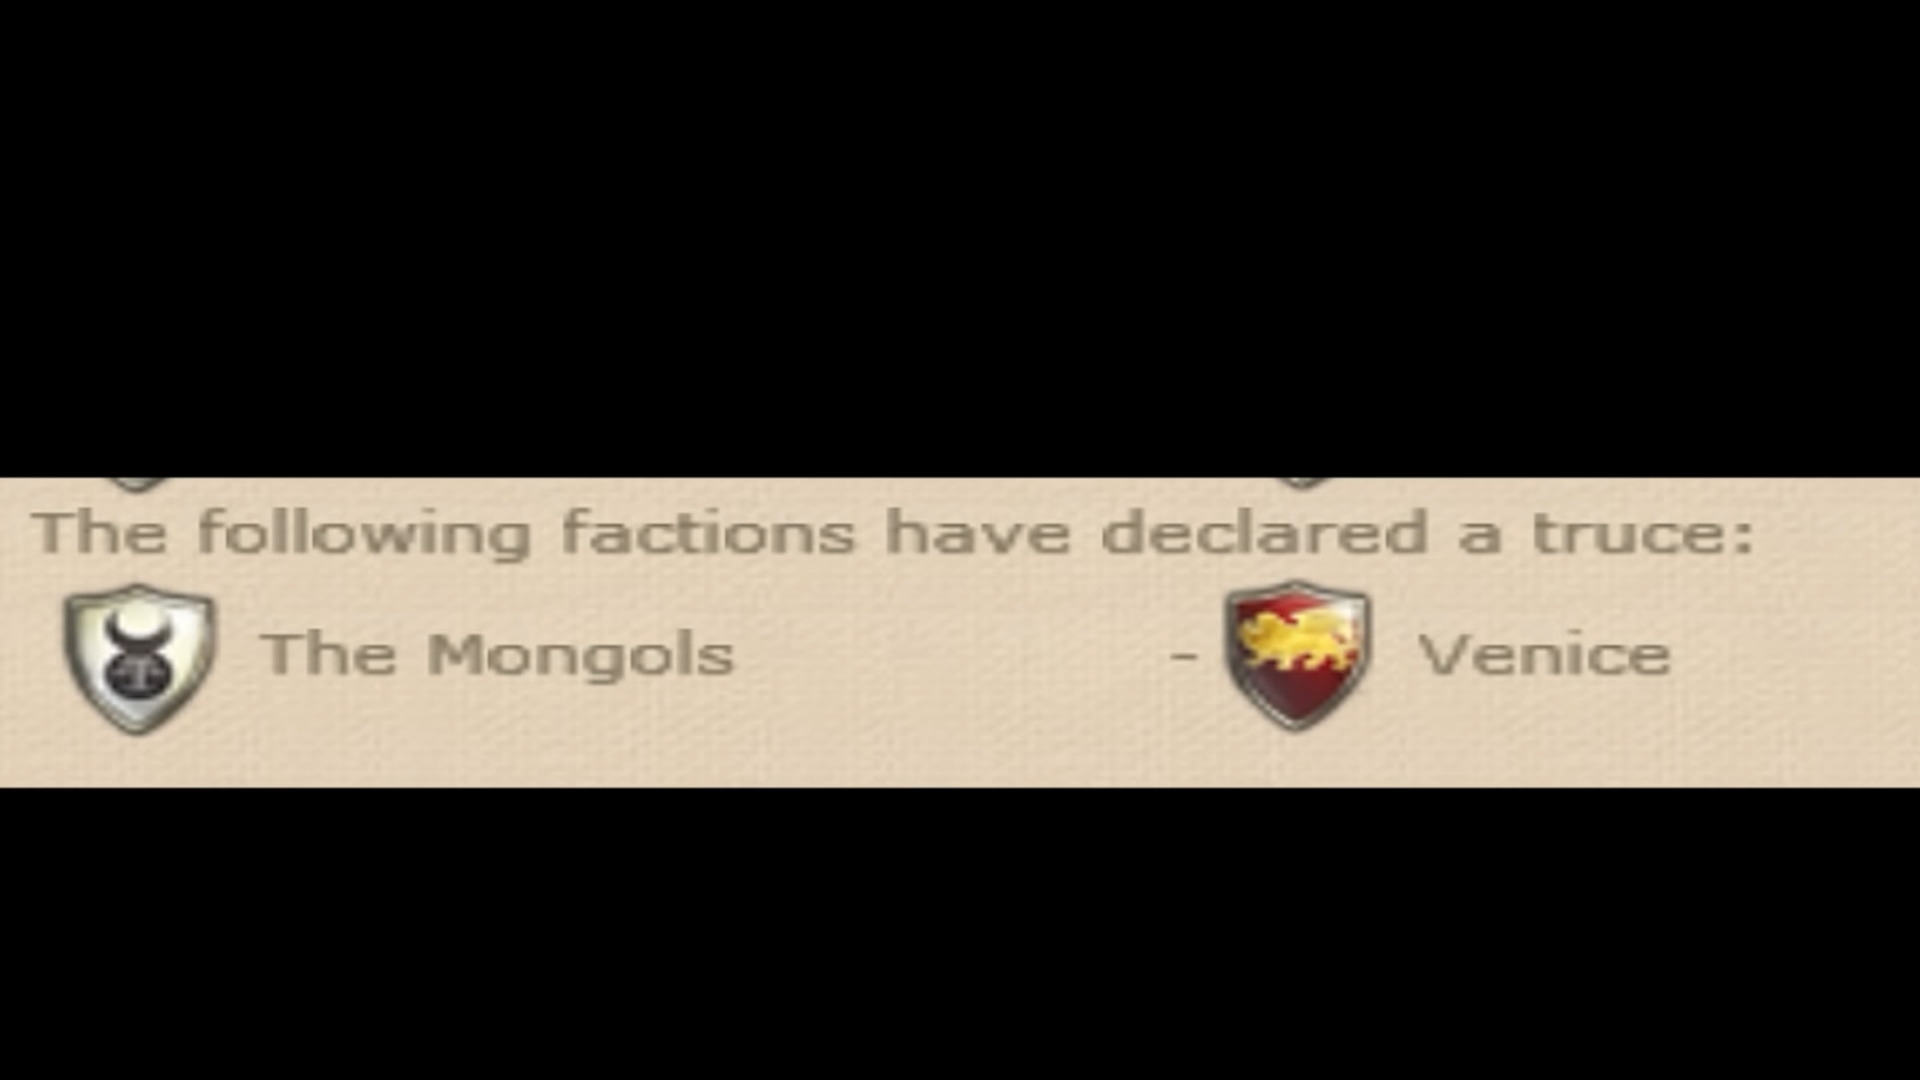 The following factions have declared a truce:
The Mongols - Venice